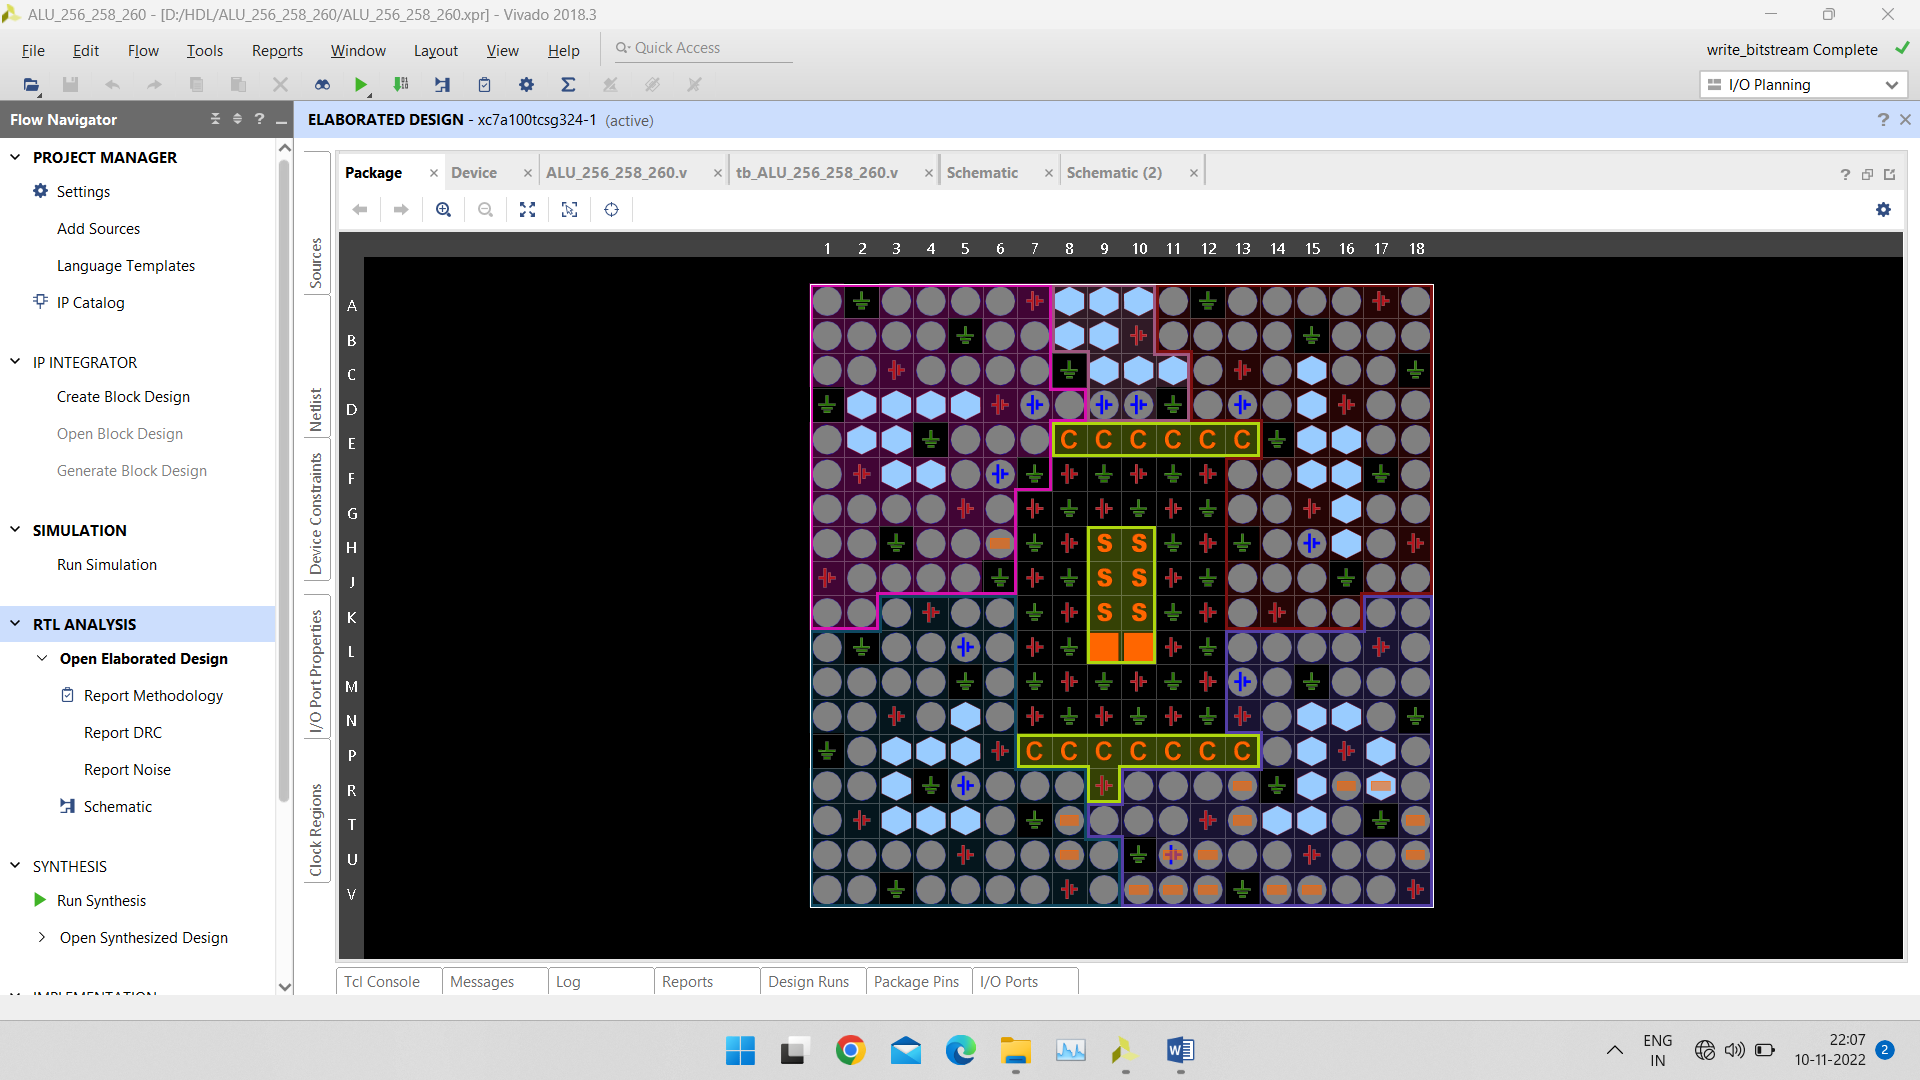 ALU_256_258_260 - [D:/HDL/ALU_256_258_260/ALU_256_258_260.xpr] - Vivado 2018.3
File Edit Flow Tools Reports Window Layout View Help Quick Access
write_bitstream Complete
I/O Planning
Flow Navigator
ELABORATED DESIGN - xc7a100tcsg324-1 (active)
PROJECT MANAGER
Settings
Add Sources
Language Templates
IP Catalog
IP INTEGRATOR
Create Block Design
Open Block Design
Generate Block Design
SIMULATION
Run Simulation
RTL ANALYSIS
Open Elaborated Design
Report Methodology
Report DRC
Report Noise
Schematic
SYNTHESIS
Run Synthesis
Open Synthesized Design
IMPLEMENTATION
Sources
Netlist
Device Constraints
I/O Port Properties
Clock Regions
Package Device ALU_256_258_260.v tb_ALU_256_258_260.v Schematic Schematic (2)
1 2 3 4 5 6 7 8 9 10 11 12 13 14 15 16 17 18
A
B
C
D
E C C C C C C
F
G
H S S
J S S
K S S
L
M
N
P C C C C C C C
R
T
U
V
Tcl Console Messages Log Reports Design Runs Package Pins I/O Ports
ENG
IN
22:07
10-11-2022
2